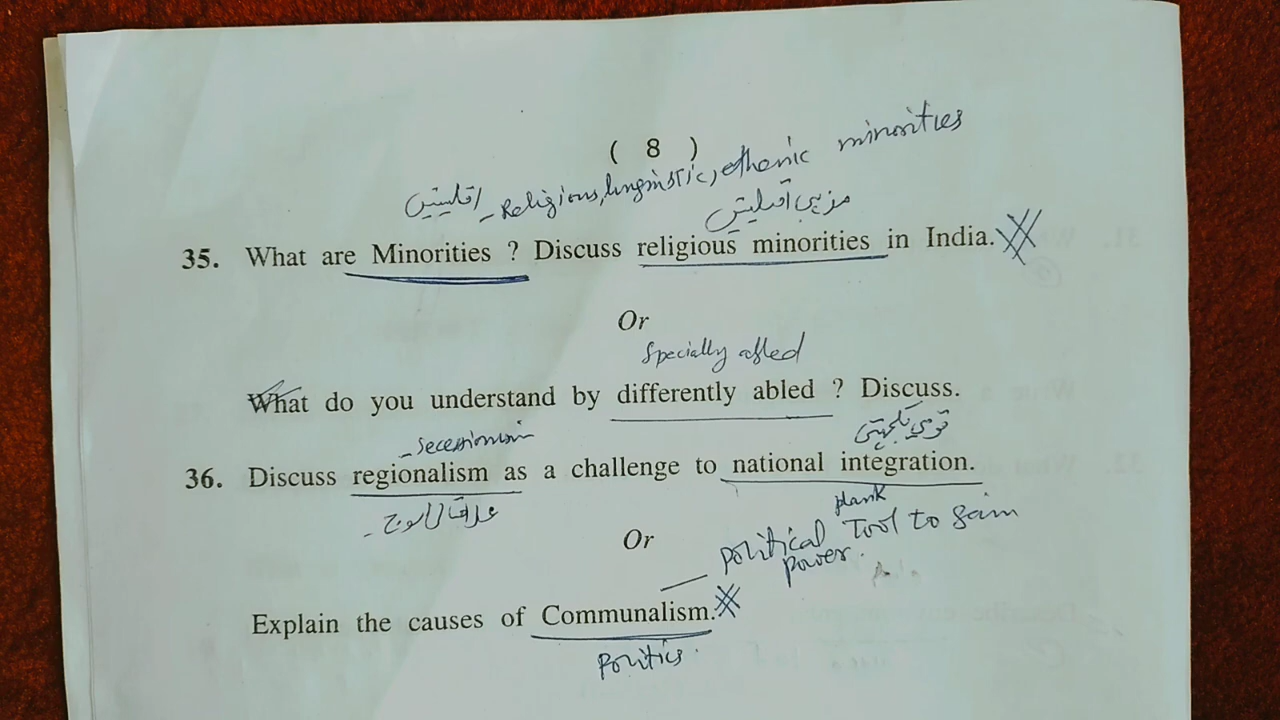 ( 8 )
اقلیتیں - Religious, linguistic, ethenic minorities
مذہبی اقلیتیں
35. What are Minorities ? Discuss religious minorities in India.
Or
Specially abled
What do you understand by differently abled ? Discuss.
- secessionism
قومی یکجہتی
36. Discuss regionalism as a challenge to national integration.
علاقائی سوچ -
plank
Or
political Tool to gain
power.
Explain the causes of Communalism.
Politics.